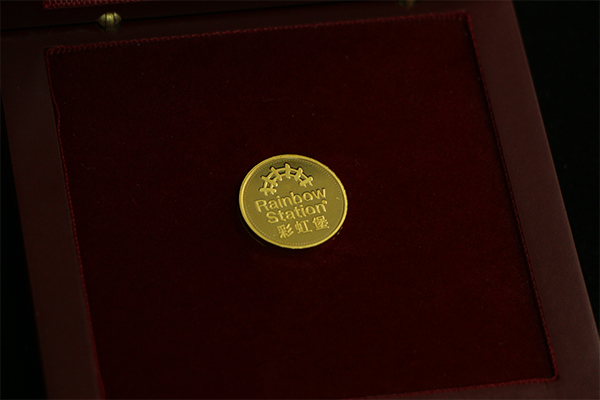 Rainbow
Station®
彩虹堡